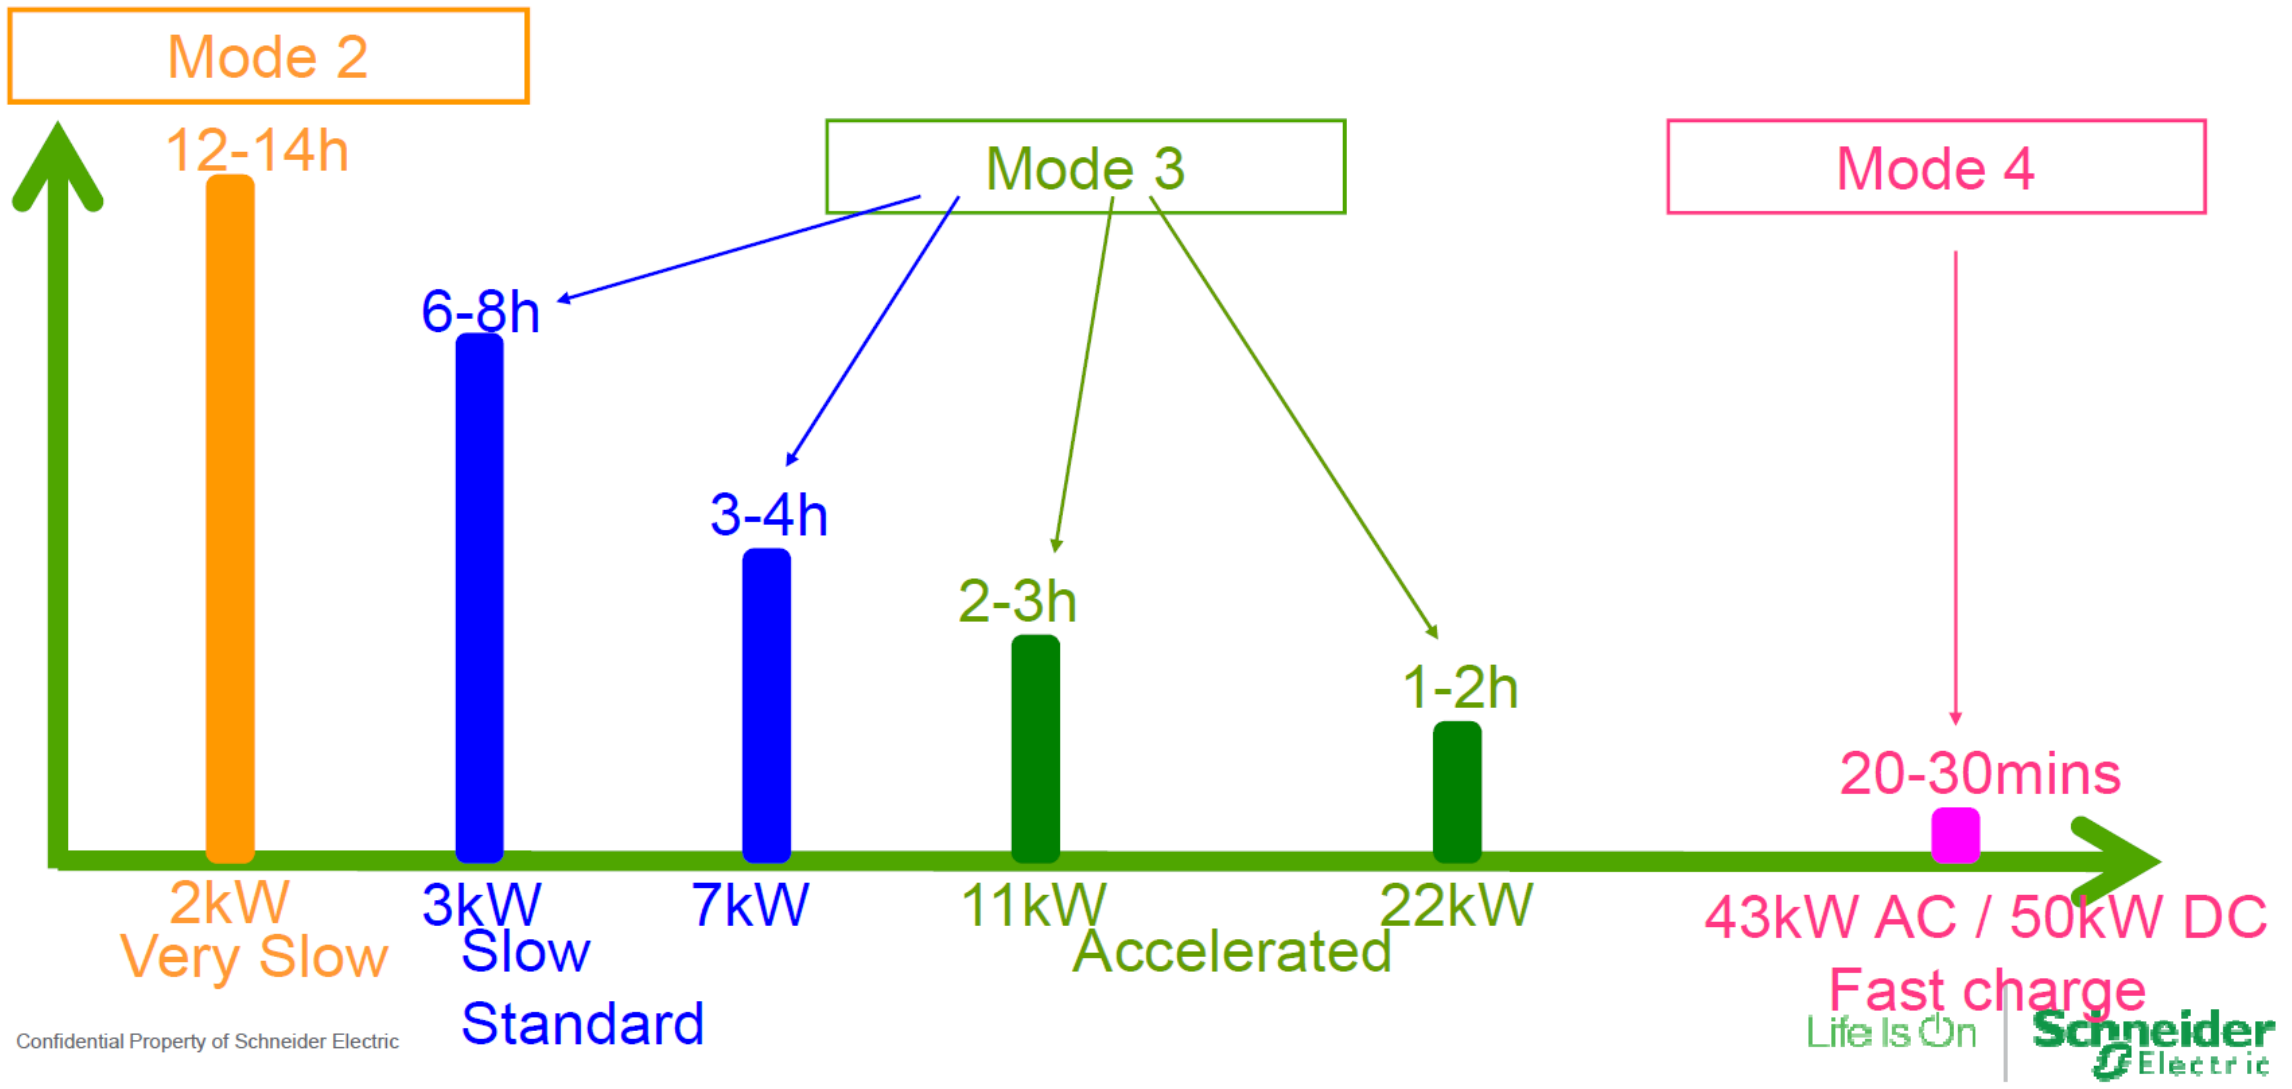 Mode 2
12-14h
Mode 3
Mode 4
6-8h
3-4h
2-3h
1-2h
20-30mins
2kW
3kW
7kW
11kW
22kW
43kW AC / 50kW DC
Very Slow
Slow
Standard
Accelerated
Fast charge
Confidential Property of Schneider Electric
Life Is On
Schneider
Electric